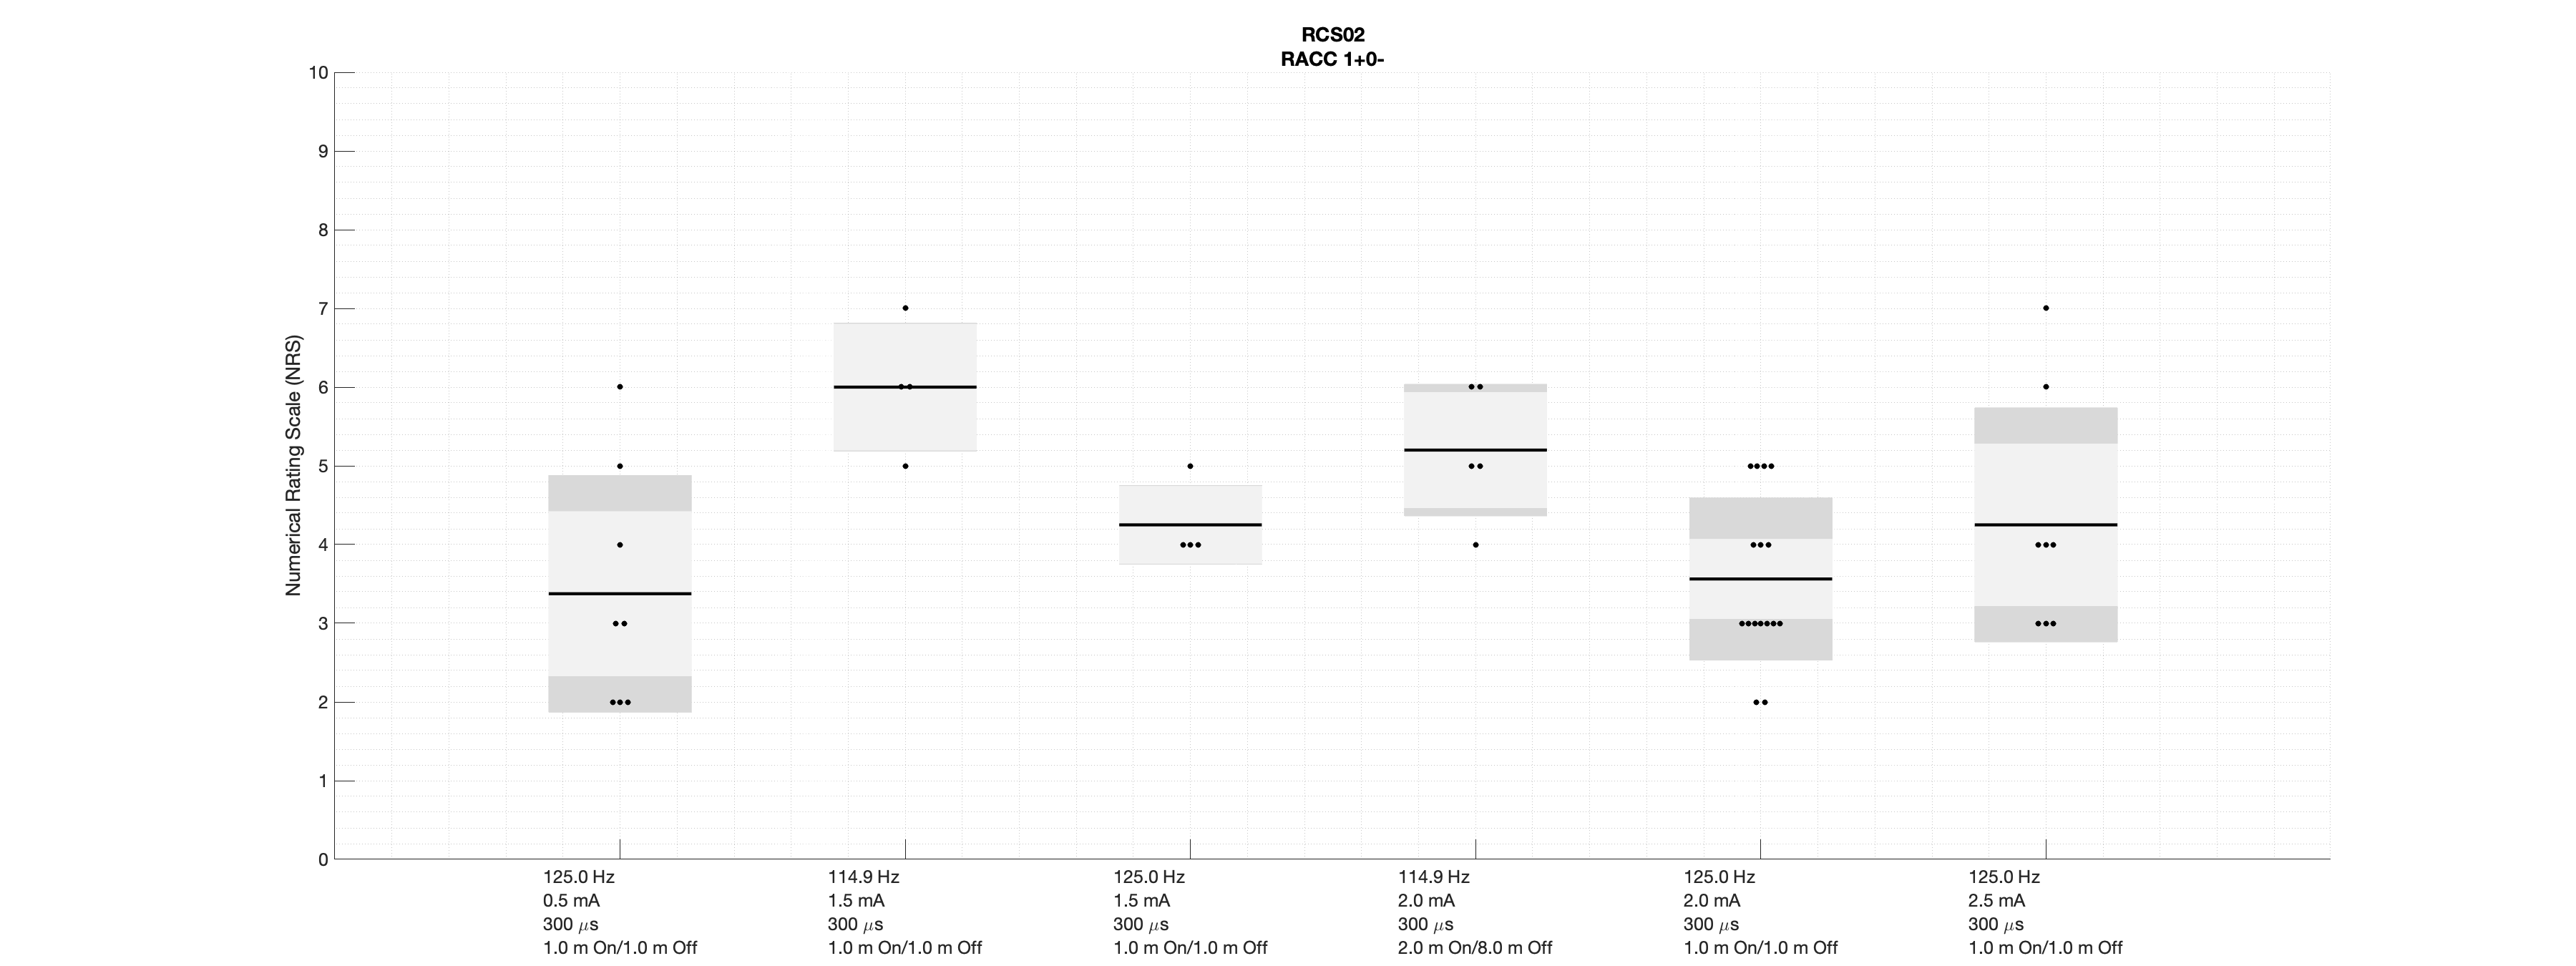 RCS02
RACC 1+0-
Numerical Rating Scale (NRS)
10
9
8
7
6
5
4
3
2
1
0
125.0 Hz
0.5 mA
300 μs
1.0 m On/1.0 m Off
114.9 Hz
1.5 mA
300 μs
1.0 m On/1.0 m Off
125.0 Hz
1.5 mA
300 μs
1.0 m On/1.0 m Off
114.9 Hz
2.0 mA
300 μs
2.0 m On/8.0 m Off
125.0 Hz
2.0 mA
300 μs
1.0 m On/1.0 m Off
125.0 Hz
2.5 mA
300 μs
1.0 m On/1.0 m Off